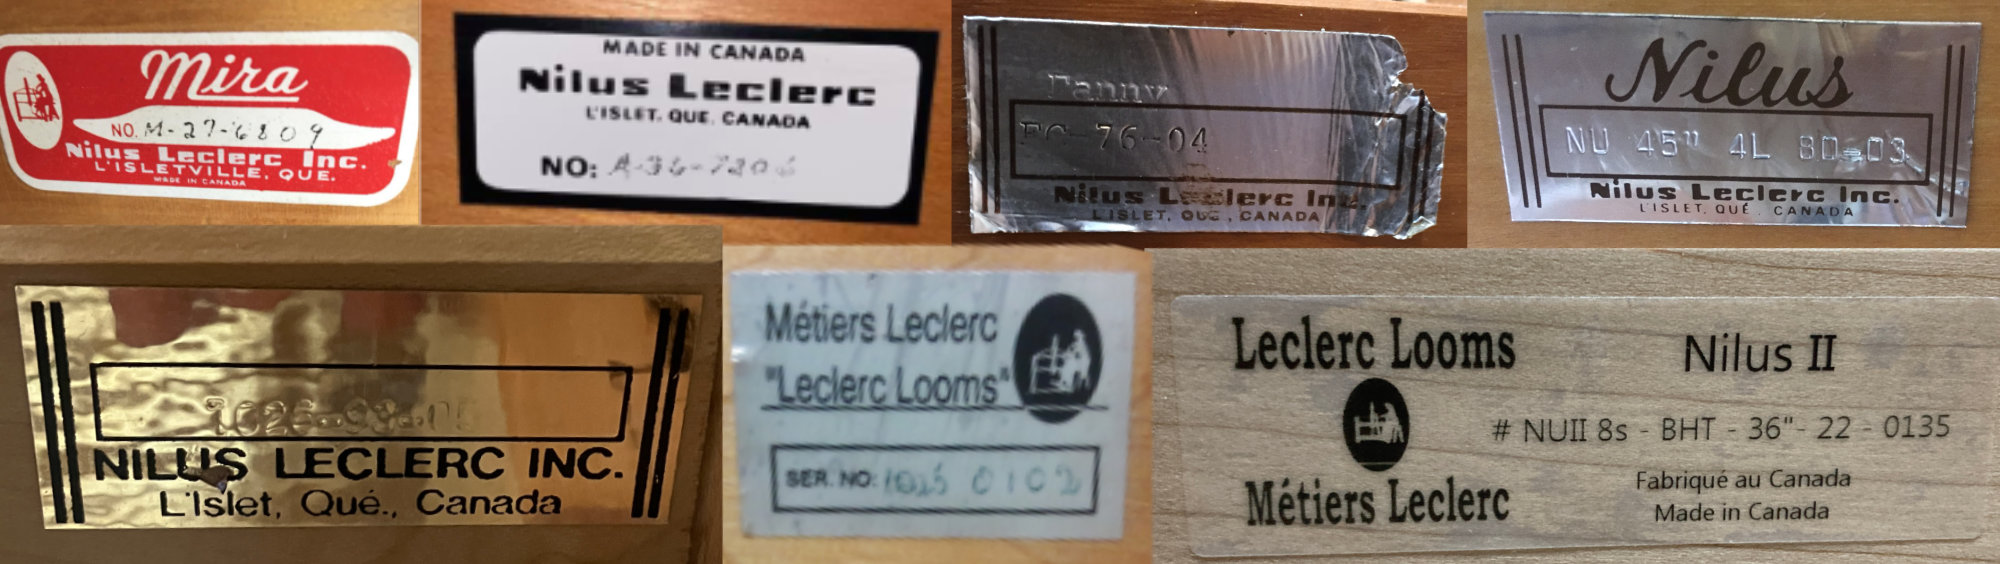 Mira
NO. M-27-6809
Nilus Leclerc Inc.
L'ISLETVILLE, QUE.
MADE IN CANADA
MADE IN CANADA
Nilus Leclerc
L'ISLET, QUE. CANADA
NO: A-36-7206
Fanny
FC-76-04
Nilus Leclerc Inc.
L'ISLET, QUÉ., CANADA
Nilus
NU 45" 4L 80-03
Nilus Leclerc Inc.
L'ISLET, QUÉ. CANADA
NILUS LECLERC INC.
L'Islet, Qué., Canada
Métiers Leclerc
"Leclerc Looms"
SER. NO: 1025 0102
Leclerc Looms
Métiers Leclerc
Nilus II
# NUII 8s - BHT - 36"- 22 - 0135
Fabriqué au Canada
Made in Canada